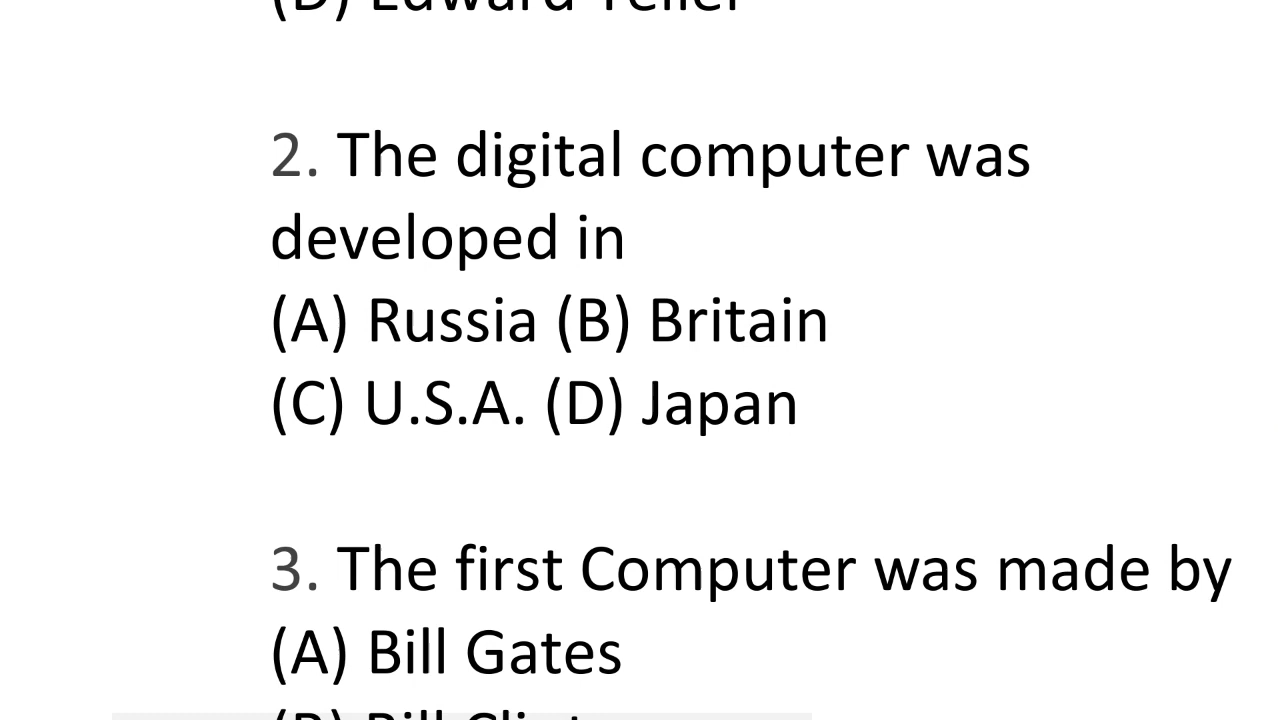 (D) Edward Teller
2. The digital computer was
developed in
(A) Russia (B) Britain
(C) U.S.A. (D) Japan
3. The first Computer was made by
(A) Bill Gates
(B) Bill